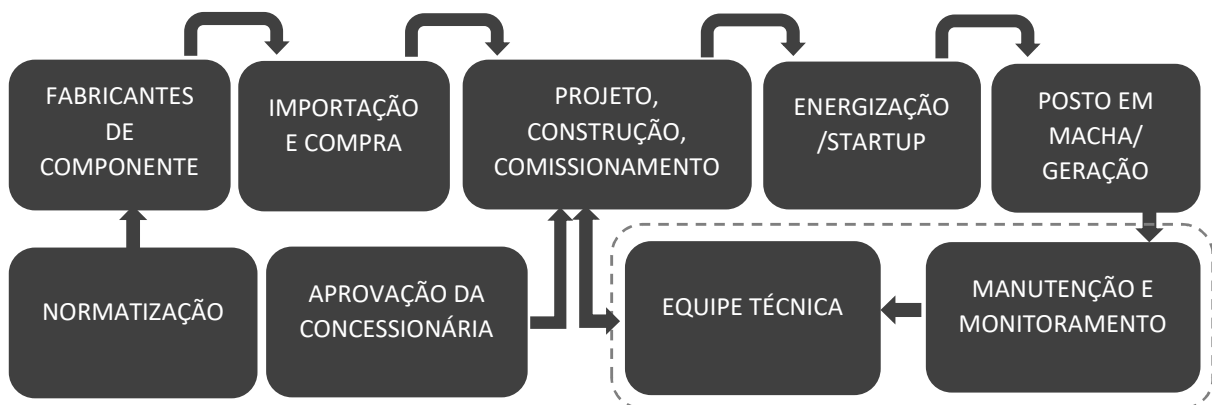 FABRICANTES
DE
COMPONENTE
IMPORTAÇÃO
E COMPRA
PROJETO,
CONSTRUÇÃO,
COMISSIONAMENTO
ENERGIZAÇÃO
/STARTUP
POSTO EM
MACHA/
GERAÇÃO
NORMATIZAÇÃO
APROVAÇÃO DA
CONCESSIONÁRIA
EQUIPE TÉCNICA
MANUTENÇÃO E
MONITORAMENTO